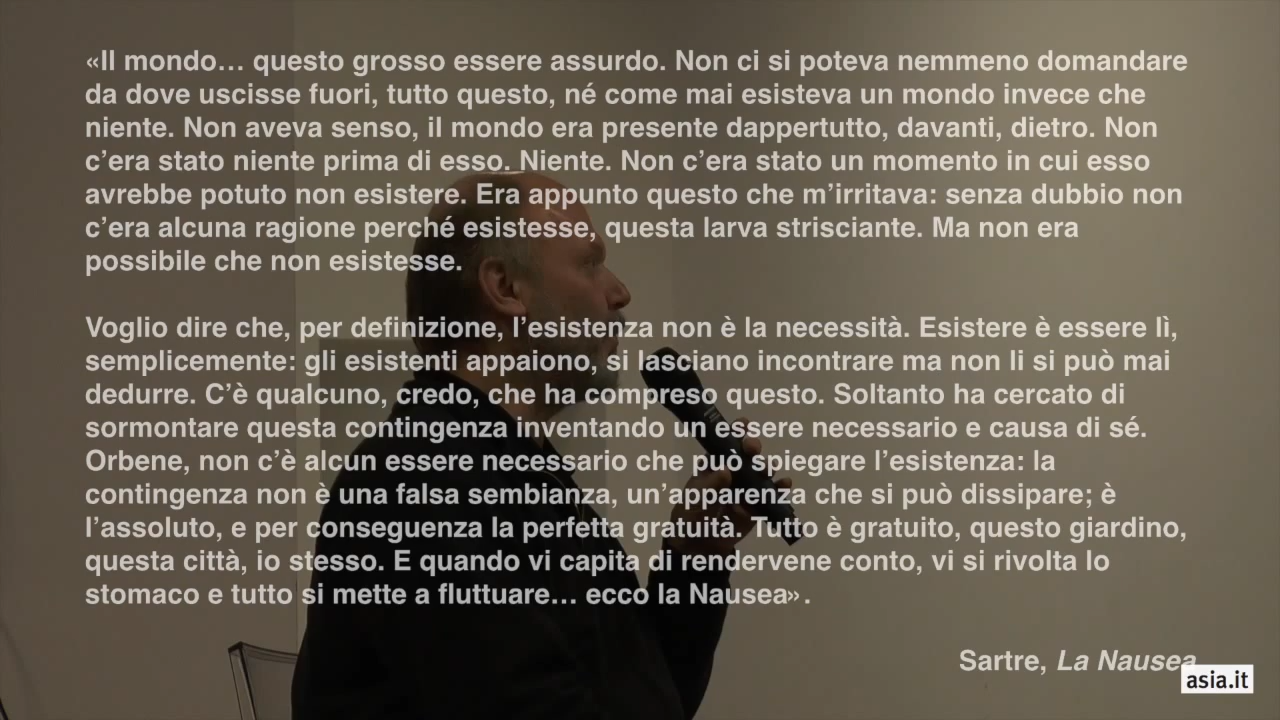 «Il mondo… questo grosso essere assurdo. Non ci si poteva nemmeno domandare
da dove uscisse fuori, tutto questo, né come mai esisteva un mondo invece che
niente. Non aveva senso, il mondo era presente dappertutto, davanti, dietro. Non
c’era stato niente prima di esso. Niente. Non c’era stato un momento in cui esso
avrebbe potuto non esistere. Era appunto questo che m’irritava: senza dubbio non
c’era alcuna ragione perché esistesse, questa larva strisciante. Ma non era
possibile che non esistesse.
Voglio dire che, per definizione, l’esistenza non è la necessità. Esistere è essere lì,
semplicemente: gli esistenti appaiono, si lasciano incontrare ma non li si può mai
dedurre. C’è qualcuno, credo, che ha compreso questo. Soltanto ha cercato di
sormontare questa contingenza inventando un essere necessario e causa di sé.
Orbene, non c’è alcun essere necessario che può spiegare l’esistenza: la
contingenza non è una falsa sembianza, un’apparenza che si può dissipare; è
l’assoluto, e per conseguenza la perfetta gratuità. Tutto è gratuito, questo giardino,
questa città, io stesso. E quando vi capita di rendervene conto, vi si rivolta lo
stomaco e tutto si mette a fluttuare… ecco la Nausea».
Sartre, La Nausea
asia.it